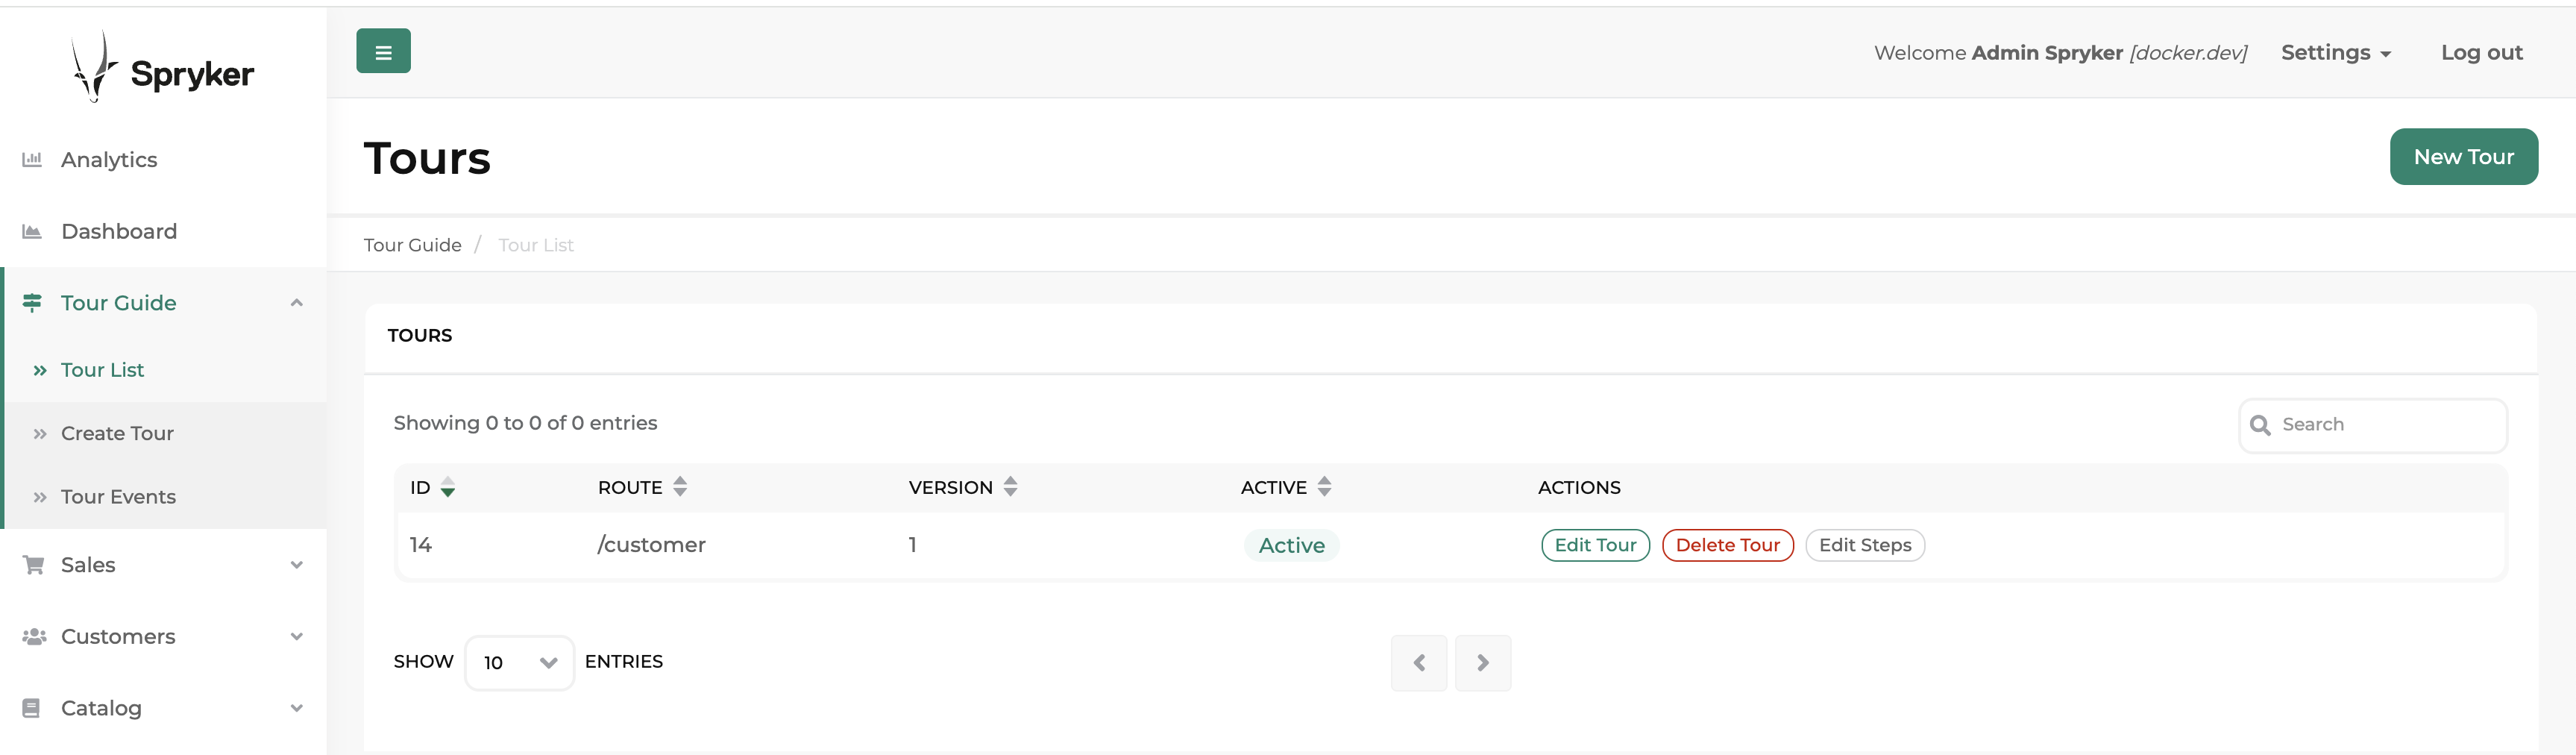 Spryker
Welcome Admin Spryker [docker.dev]
Settings
Log out
Analytics
Dashboard
Tour Guide
Tour List
Create Tour
Tour Events
Sales
Customers
Catalog
Tours
New Tour
Tour Guide / Tour List
TOURS
Showing 0 to 0 of 0 entries
Search
ID ROUTE VERSION ACTIVE ACTIONS
14 /customer 1 Active Edit Tour Delete Tour Edit Steps
SHOW 10 ENTRIES